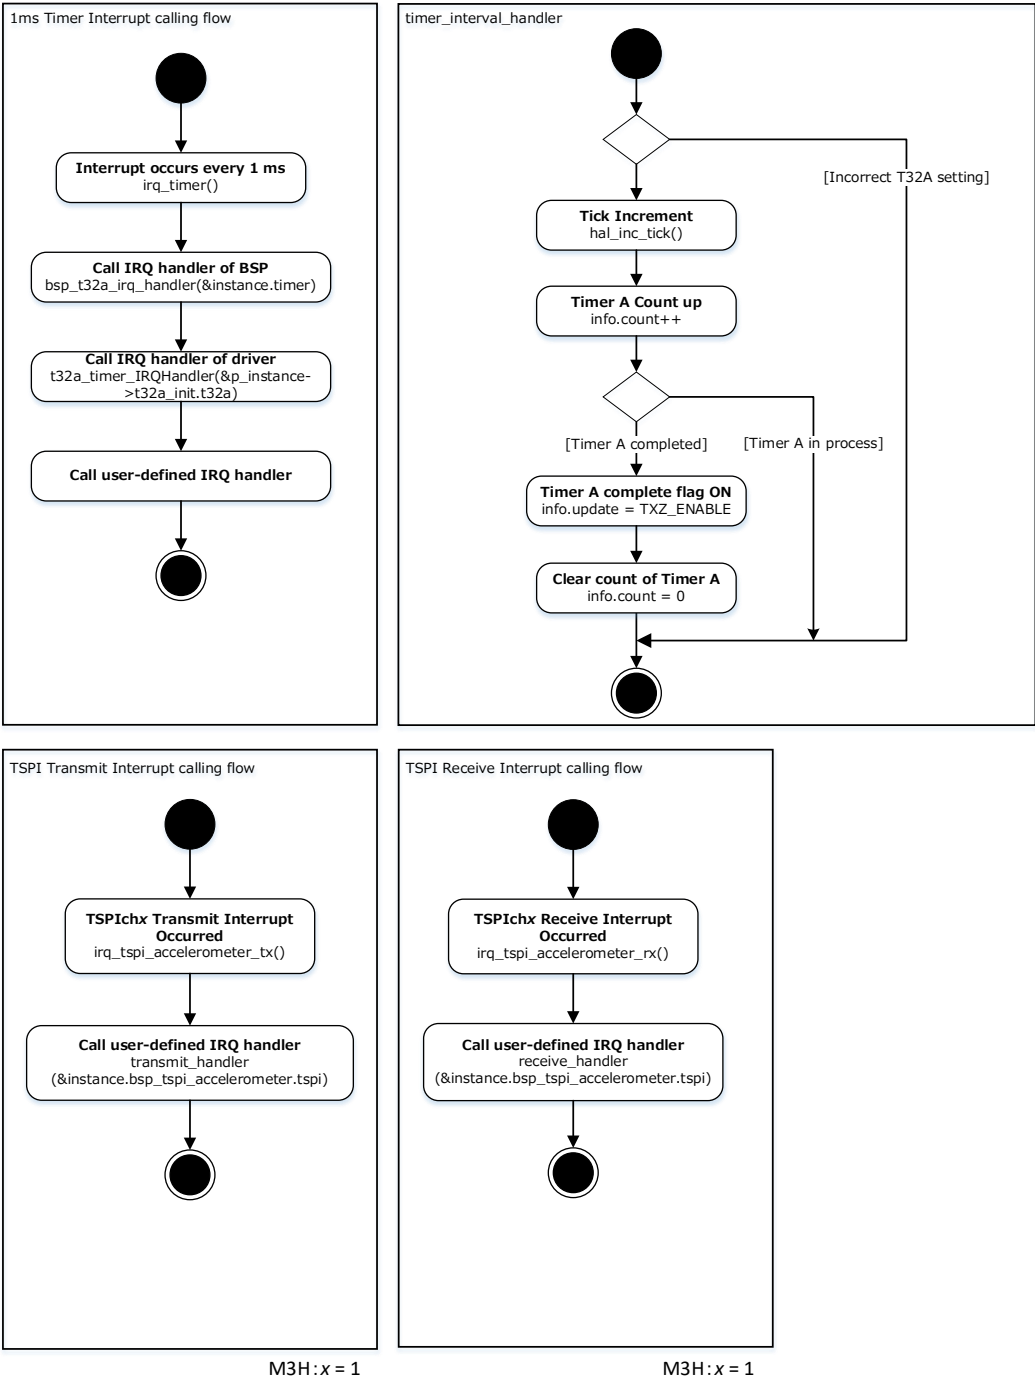 1ms Timer Interrupt calling flow
Interrupt occurs every 1 ms
irq_timer()
Call IRQ handler of BSP
bsp_t32a_irq_handler(&instance.timer)
Call IRQ handler of driver
t32a_timer_IRQHandler(&p_instance-
>t32a_init.t32a)
Call user-defined IRQ handler
timer_interval_handler
[Incorrect T32A setting]
Tick Increment
hal_inc_tick()
Timer A Count up
info.count++
[Timer A completed]
[Timer A in process]
Timer A complete flag ON
info.update = TXZ_ENABLE
Clear count of Timer A
info.count = 0
TSPI Transmit Interrupt calling flow
TSPIchx Transmit Interrupt
Occurred
irq_tspi_accelerometer_tx()
Call user-defined IRQ handler
transmit_handler
(&instance.bsp_tspi_accelerometer.tspi)
M3H: x = 1
TSPI Receive Interrupt calling flow
TSPIchx Receive Interrupt
Occurred
irq_tspi_accelerometer_rx()
Call user-defined IRQ handler
receive_handler
(&instance.bsp_tspi_accelerometer.tspi)
M3H: x = 1